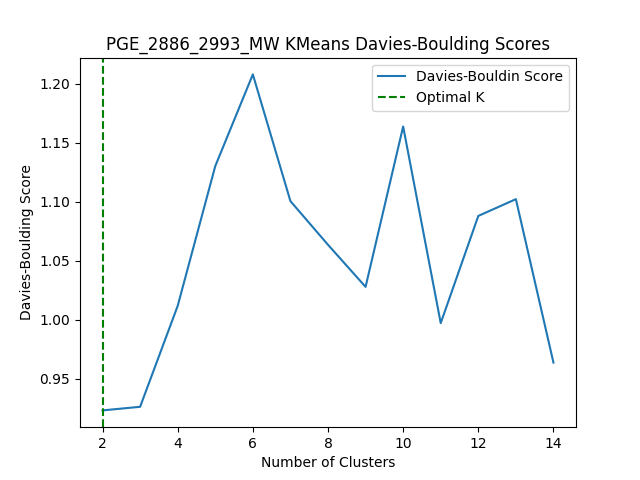 PGE_2886_2993_MW KMeans Davies-Boulding Scores
Davies-Bouldin Score
Optimal K
Davies-Boulding Score
1.20
1.15
1.10
1.05
1.00
0.95
2 4 6 8 10 12 14
Number of Clusters